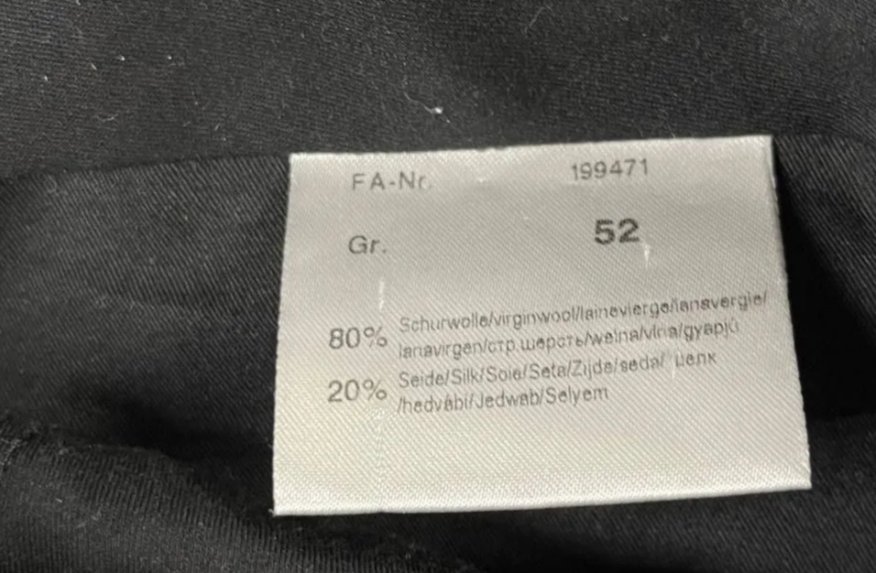 FA-Nr. 199471
Gr. 52
80% Schurwolle/virginwool/lainevierge/lanavergie/
lanavirgen/стр.шерсть/welna/vlna/gyapjú
20% Seide/Silk/Soie/Seta/Zijde/seda/ шелк
/hedvábí/Jedwab/Selyem